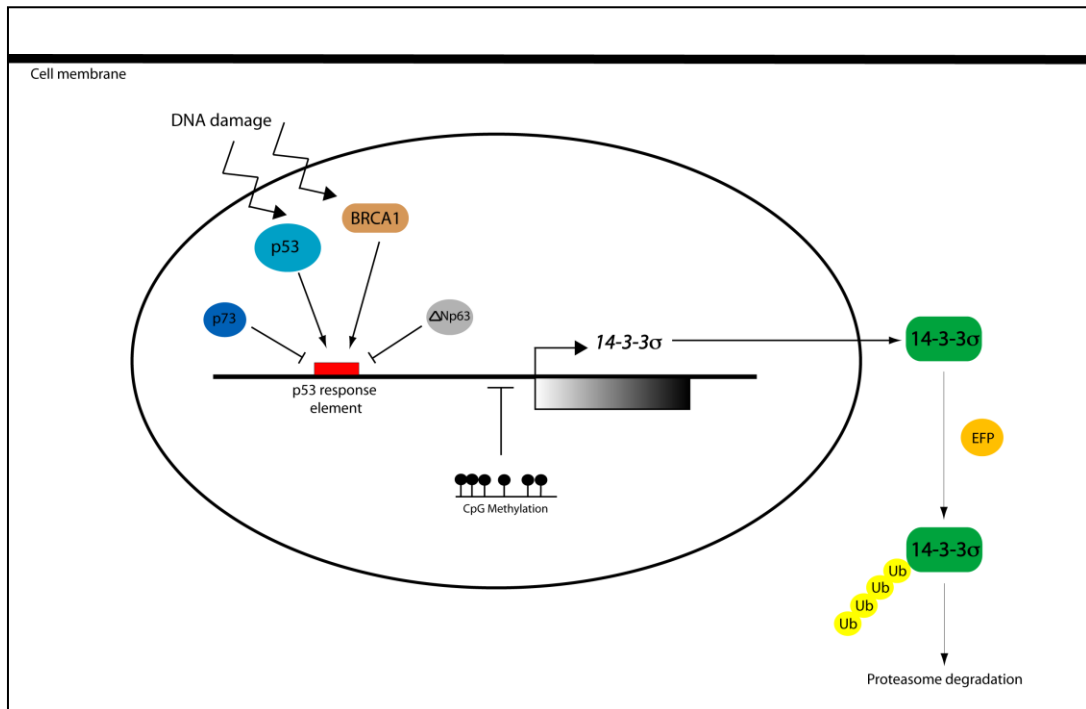 Cell membrane
DNA damage
BRCA1
p53
p73
ΔNp63
14-3-3σ
14-3-3σ
p53 response
element
EFP
CpG Methylation
14-3-3σ
Ub
Ub
Ub
Ub
Proteasome degradation